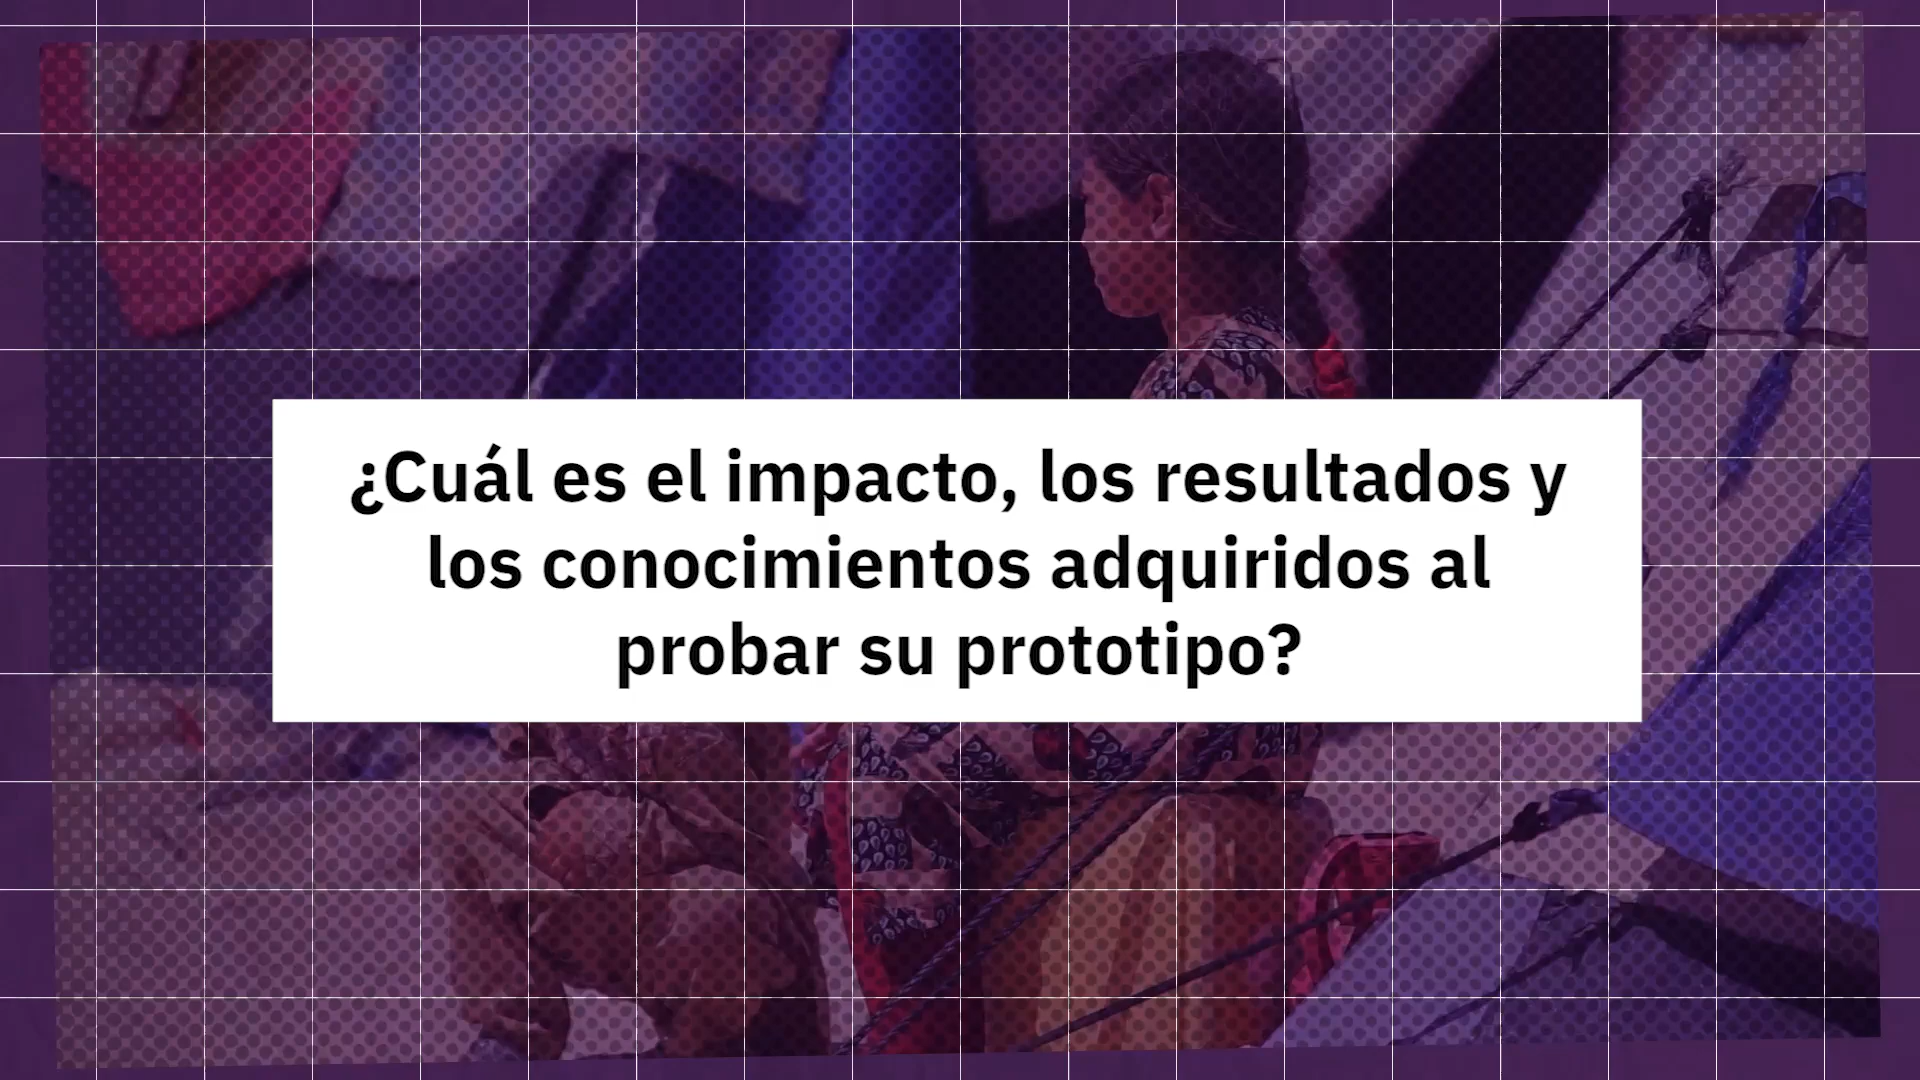 ¿Cuál es el impacto, los resultados y
los conocimientos adquiridos al
probar su prototipo?